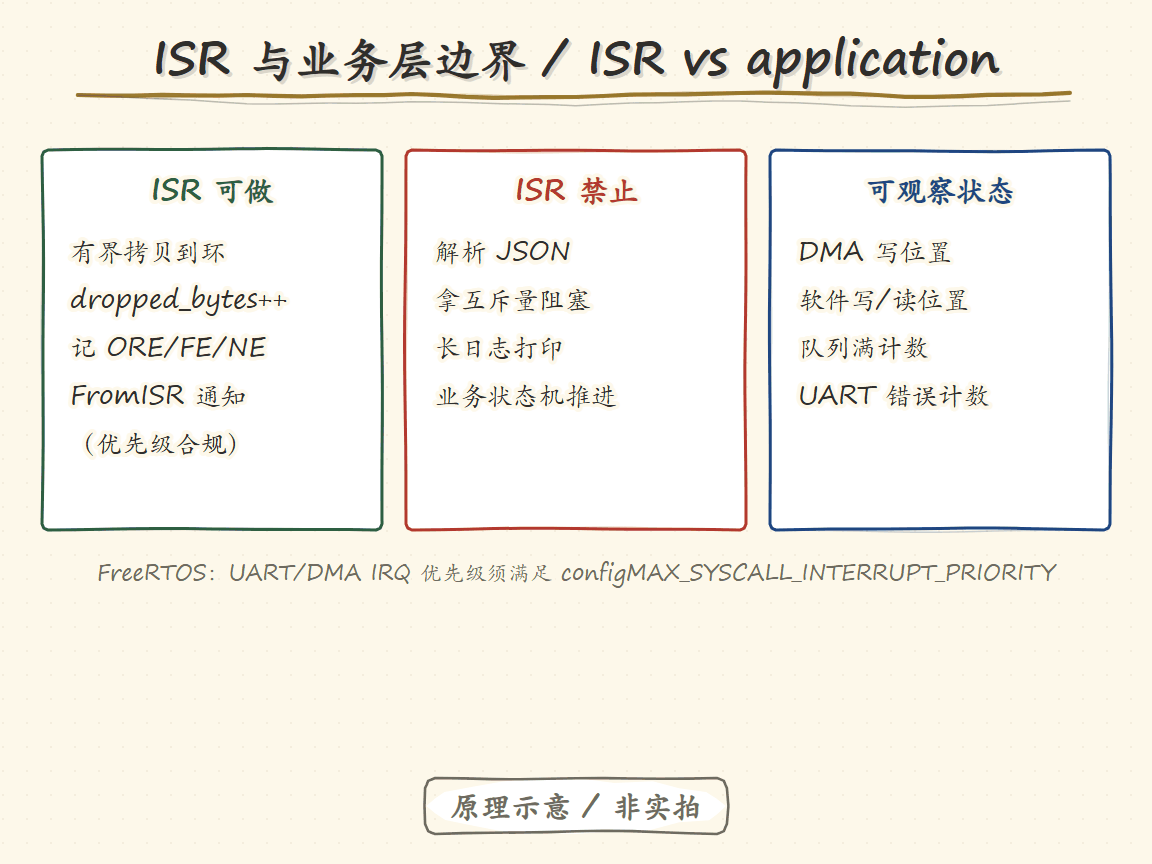 ISR 与业务层边界 / ISR vs application
ISR 可做
有界拷贝到环
dropped_bytes++
记 ORE/FE/NE
FromISR 通知
（优先级合规）
ISR 禁止
解析 JSON
拿互斥量阻塞
长日志打印
业务状态机推进
可观察状态
DMA 写位置
软件写/读位置
队列满计数
UART 错误计数
FreeRTOS：UART/DMA IRQ 优先级须满足 configMAX_SYSCALL_INTERRUPT_PRIORITY
原理示意 / 非实拍